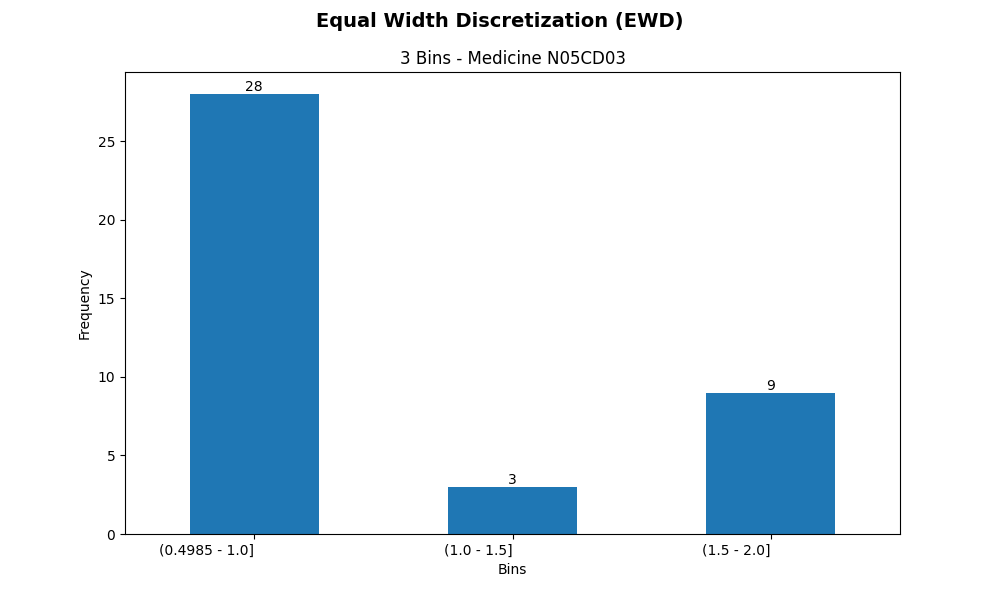 Equal Width Discretization (EWD)
3 Bins - Medicine N05CD03
28
25
20
15
10
5
0
Frequency
3
9
(0.4985 - 1.0]
(1.0 - 1.5]
(1.5 - 2.0]
Bins